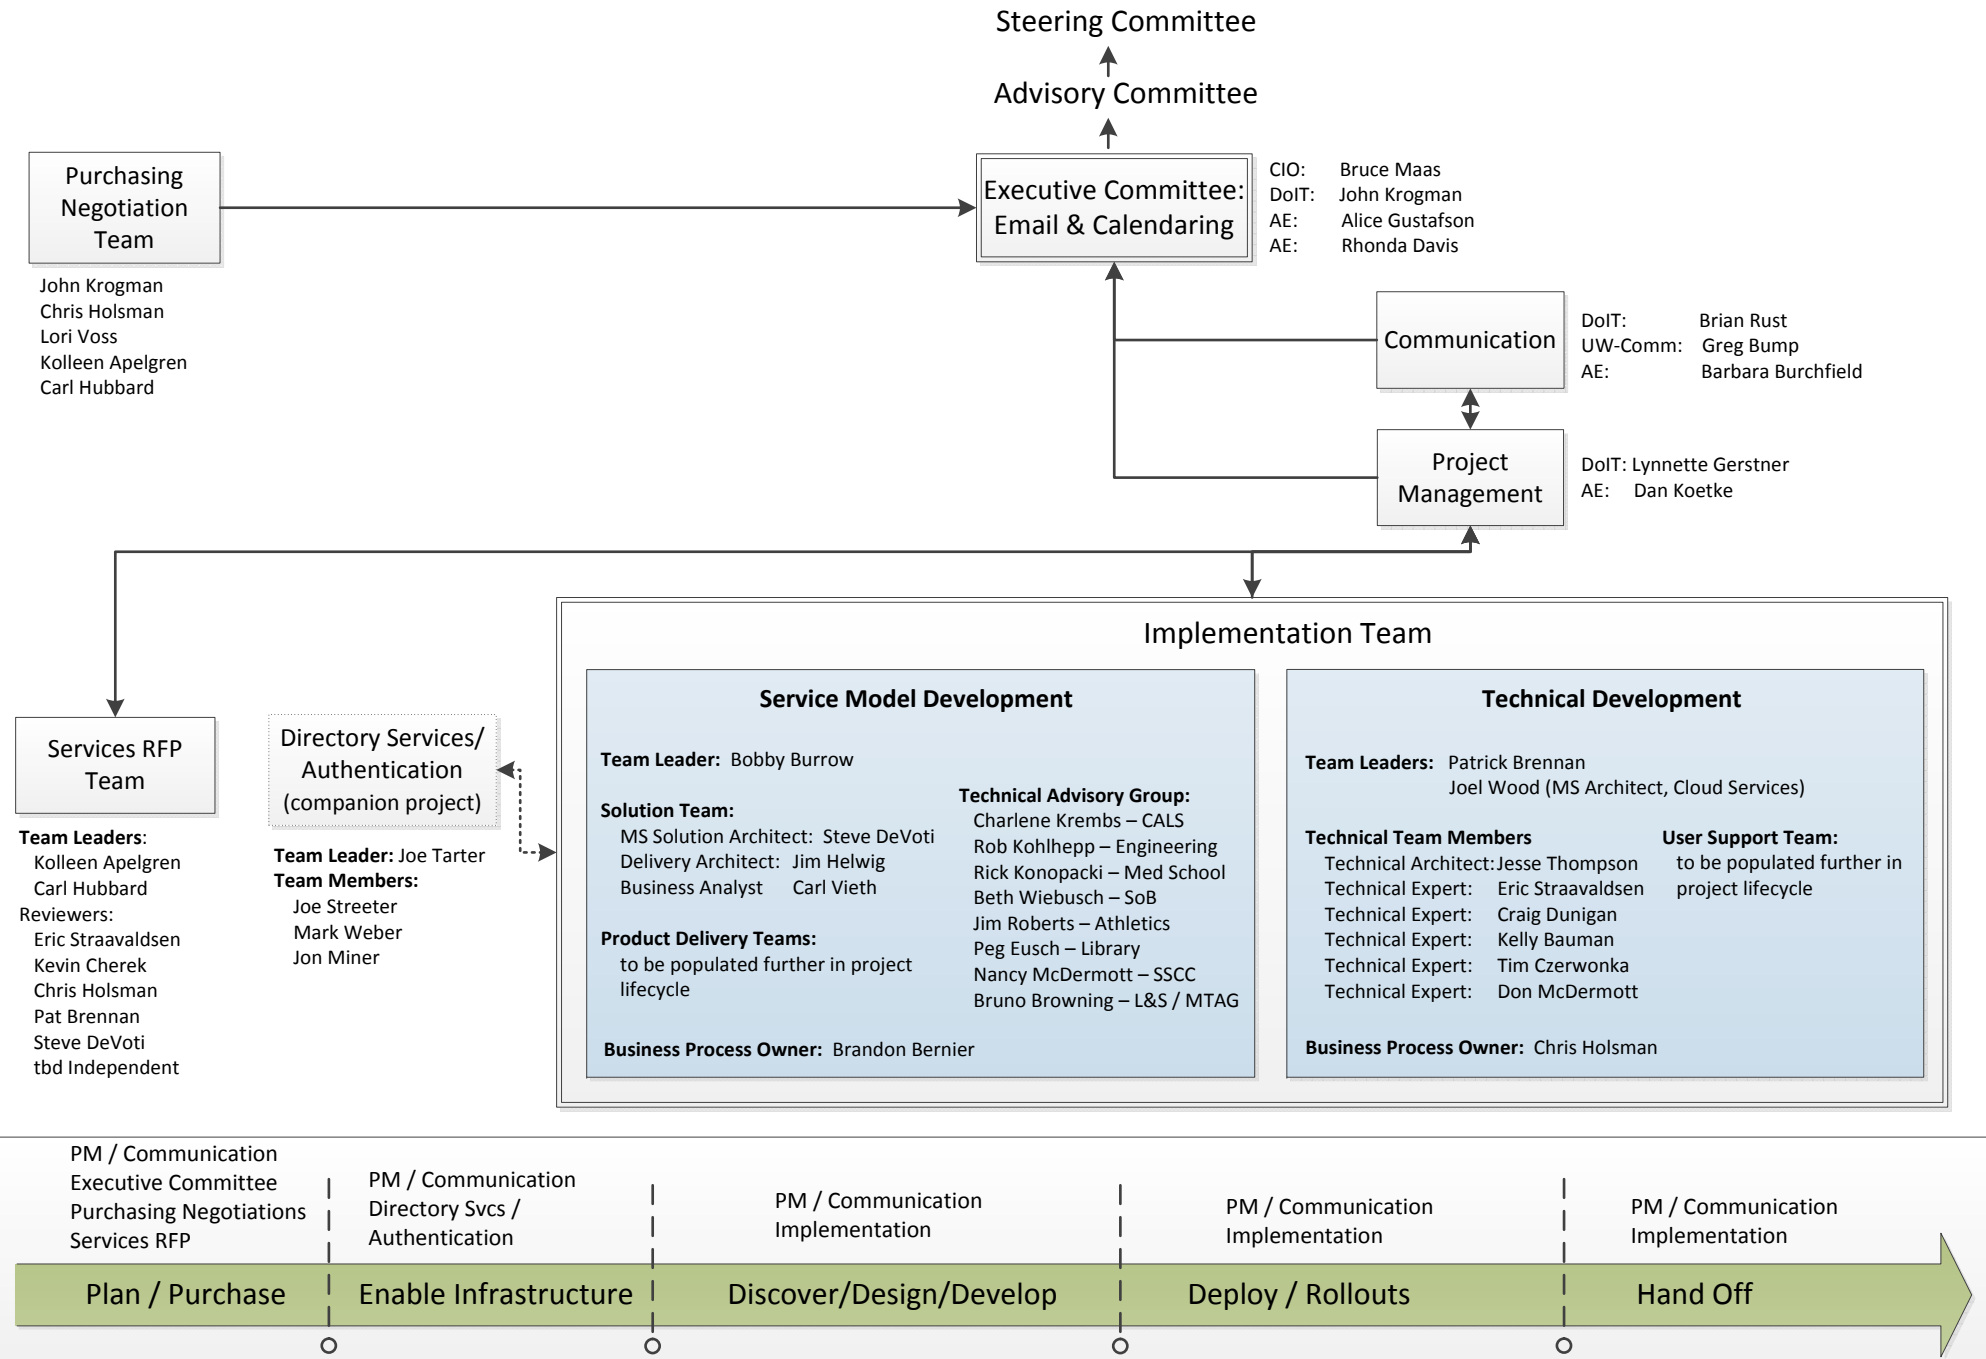 Steering Committee
Advisory Committee
Purchasing
Negotiation
Team
John Krogman
Chris Holsman
Lori Voss
Kolleen Apelgren
Carl Hubbard
Executive Committee:
Email & Calendaring
CIO: Bruce Maas
DoIT: John Krogman
AE: Alice Gustafson
AE: Rhonda Davis
Communication
DoIT: Brian Rust
UW-Comm: Greg Bump
AE: Barbara Burchfield
Project
Management
DoIT: Lynnette Gerstner
AE: Dan Koetke
Services RFP
Team
Team Leaders:
Kolleen Apelgren
Carl Hubbard
Reviewers:
Eric Straavaldsen
Kevin Cherek
Chris Holsman
Pat Brennan
Steve DeVoti
tbd Independent
Directory Services/
Authentication
(companion project)
Team Leader: Joe Tarter
Team Members:
Joe Streeter
Mark Weber
Jon Miner
Implementation Team
Service Model Development
Team Leader: Bobby Burrow
Solution Team:
MS Solution Architect: Steve DeVoti
Delivery Architect: Jim Helwig
Business Analyst Carl Vieth
Product Delivery Teams:
to be populated further in project
lifecycle
Technical Advisory Group:
Charlene Krembs – CALS
Rob Kohlhepp – Engineering
Rick Konopacki – Med School
Beth Wiebusch – SoB
Jim Roberts – Athletics
Peg Eusch – Library
Nancy McDermott – SSCC
Bruno Browning – L&S / MTAG
Business Process Owner: Brandon Bernier
Technical Development
Team Leaders: Patrick Brennan
Joel Wood (MS Architect, Cloud Services)
Technical Team Members
Technical Architect: Jesse Thompson
Technical Expert: Eric Straavaldsen
Technical Expert: Craig Dunigan
Technical Expert: Kelly Bauman
Technical Expert: Tim Czerwonka
Technical Expert: Don McDermott
User Support Team:
to be populated further in
project lifecycle
Business Process Owner: Chris Holsman
PM / Communication
Executive Committee
Purchasing Negotiations
Services RFP
PM / Communication
Directory Svcs /
Authentication
PM / Communication
Implementation
PM / Communication
Implementation
PM / Communication
Implementation
Plan / Purchase
Enable Infrastructure
Discover/Design/Develop
Deploy / Rollouts
Hand Off